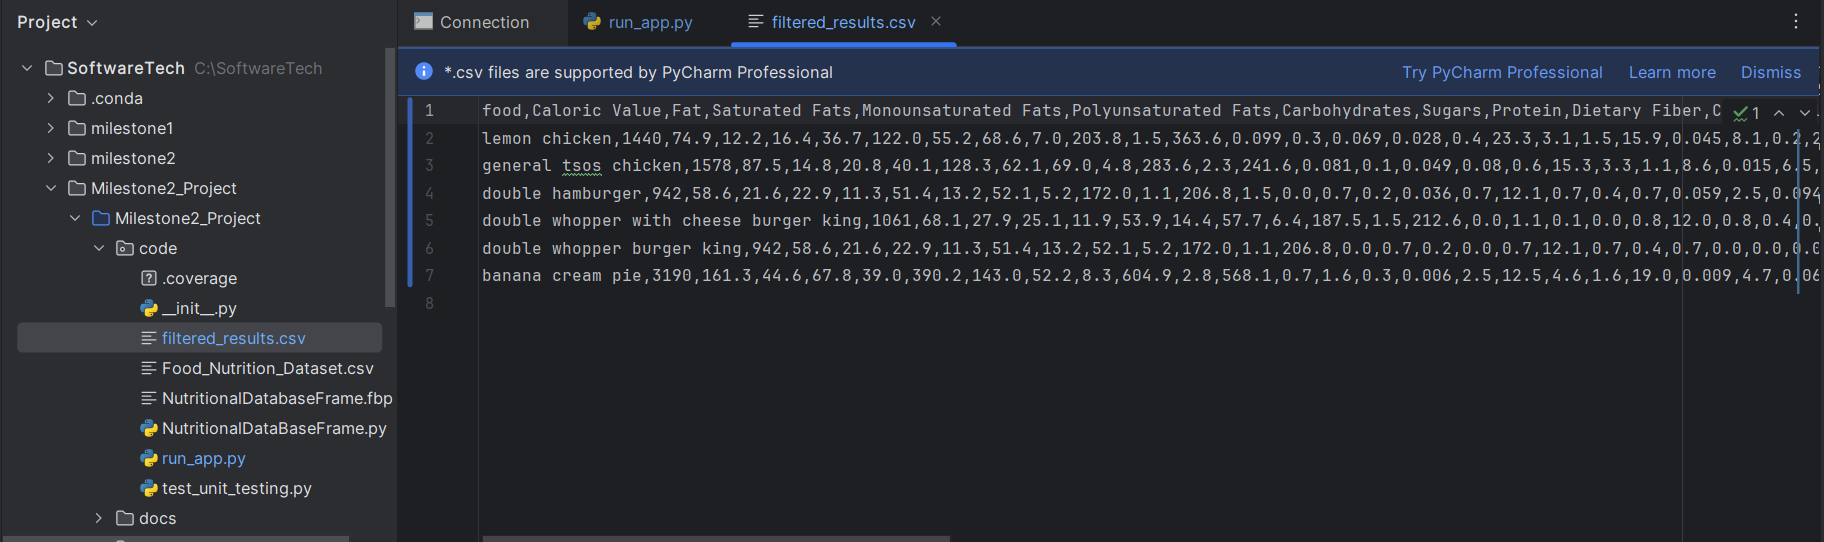 Project
Connection
run_app.py
filtered_results.csv
SoftwareTech C:\SoftwareTech
.conda
milestone1
milestone2
Milestone2_Project
Milestone2_Project
code
.coverage
__init__.py
filtered_results.csv
Food_Nutrition_Dataset.csv
NutritionalDatabaseFrame.fbp
NutritionalDataBaseFrame.py
run_app.py
test_unit_testing.py
docs
*.csv files are supported by PyCharm Professional
Try PyCharm Professional Learn more Dismiss
1 food,Caloric Value,Fat,Saturated Fats,Monounsaturated Fats,Polyunsaturated Fats,Carbohydrates,Sugars,Protein,Dietary Fiber,C
1
2 lemon chicken,1440,74.9,12.2,16.4,36.7,122.0,55.2,68.6,7.0,203.8,1.5,363.6,0.099,0.3,0.069,0.028,0.4,23.3,3.1,1.5,15.9,0.045,8.1,0.2,2
3 general tsos chicken,1578,87.5,14.8,20.8,40.1,128.3,62.1,69.0,4.8,283.6,2.3,241.6,0.081,0.1,0.049,0.08,0.6,15.3,3.3,1.1,8.6,0.015,6.5,
4 double hamburger,942,58.6,21.6,22.9,11.3,51.4,13.2,52.1,5.2,172.0,1.1,206.8,1.5,0.0,0.7,0.2,0.036,0.7,12.1,0.7,0.4,0.7,0.059,2.5,0.094
5 double whopper with cheese burger king,1061,68.1,27.9,25.1,11.9,53.9,14.4,57.7,6.4,187.5,1.5,212.6,0.0,1.1,0.1,0.0,0.8,12.0,0.8,0.4,0.
6 double whopper burger king,942,58.6,21.6,22.9,11.3,51.4,13.2,52.1,5.2,172.0,1.1,206.8,0.0,0.7,0.2,0.0,0.7,12.1,0.7,0.4,0.7,0.0,0.0,0.0
7 banana cream pie,3190,161.3,44.6,67.8,39.0,390.2,143.0,52.2,8.3,604.9,2.8,568.1,0.7,1.6,0.3,0.006,2.5,12.5,4.6,1.6,19.0,0.009,4.7,0.06
8